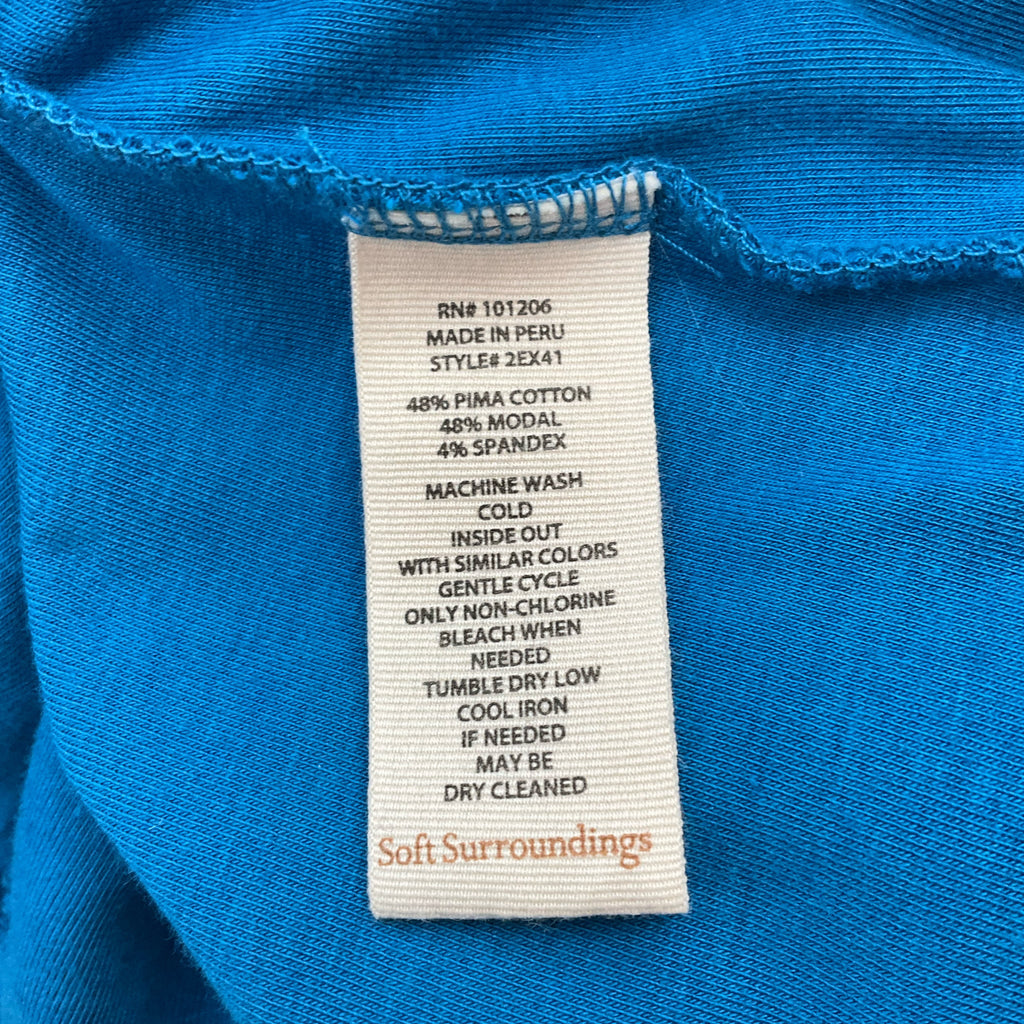 RN# 101206
MADE IN PERU
STYLE# 2EX41
48% PIMA COTTON
48% MODAL
4% SPANDEX
MACHINE WASH
COLD
INSIDE OUT
WITH SIMILAR COLORS
GENTLE CYCLE
ONLY NON-CHLORINE
BLEACH WHEN
NEEDED
TUMBLE DRY LOW
COOL IRON
IF NEEDED
MAY BE
DRY CLEANED
Soft Surroundings